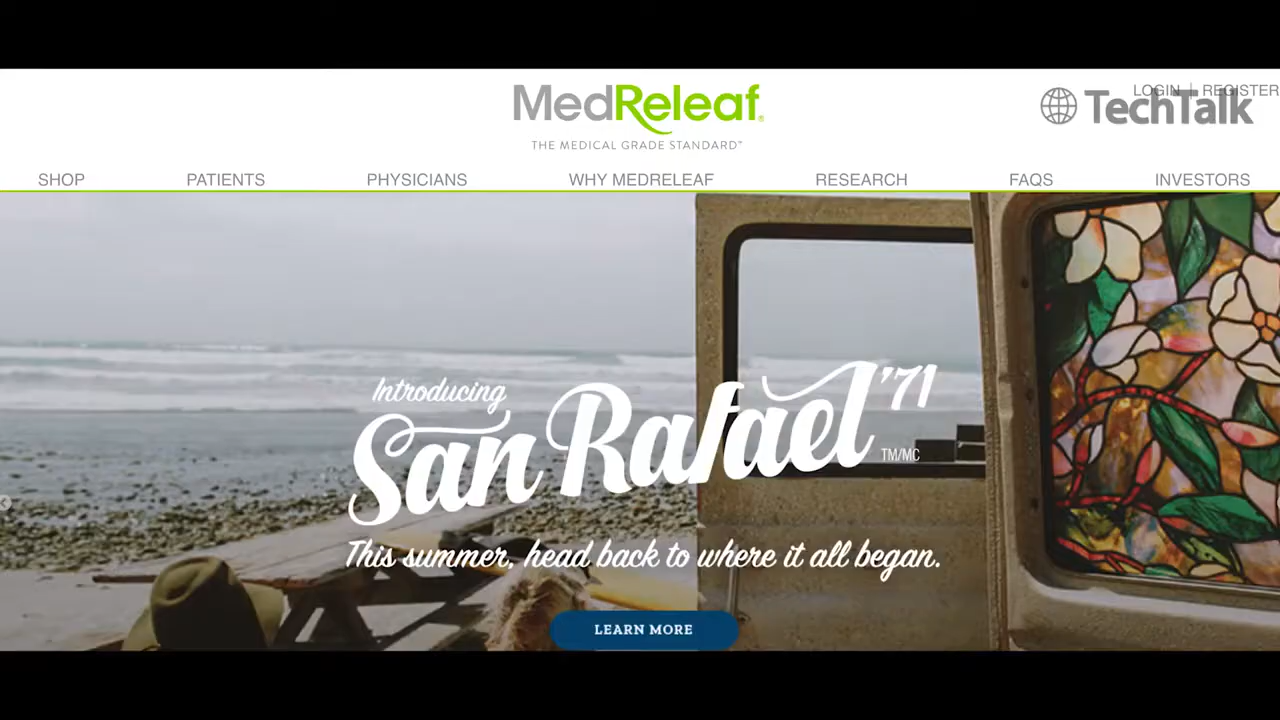 MedReleaf®
THE MEDICAL GRADE STANDARD™
LOGIN | REGISTER
TechTalk
SHOP PATIENTS PHYSICIANS WHY MEDRELEAF RESEARCH FAQS INVESTORS
Introducing
San Rafael '71
TM/MC
This summer, head back to where it all began.
LEARN MORE